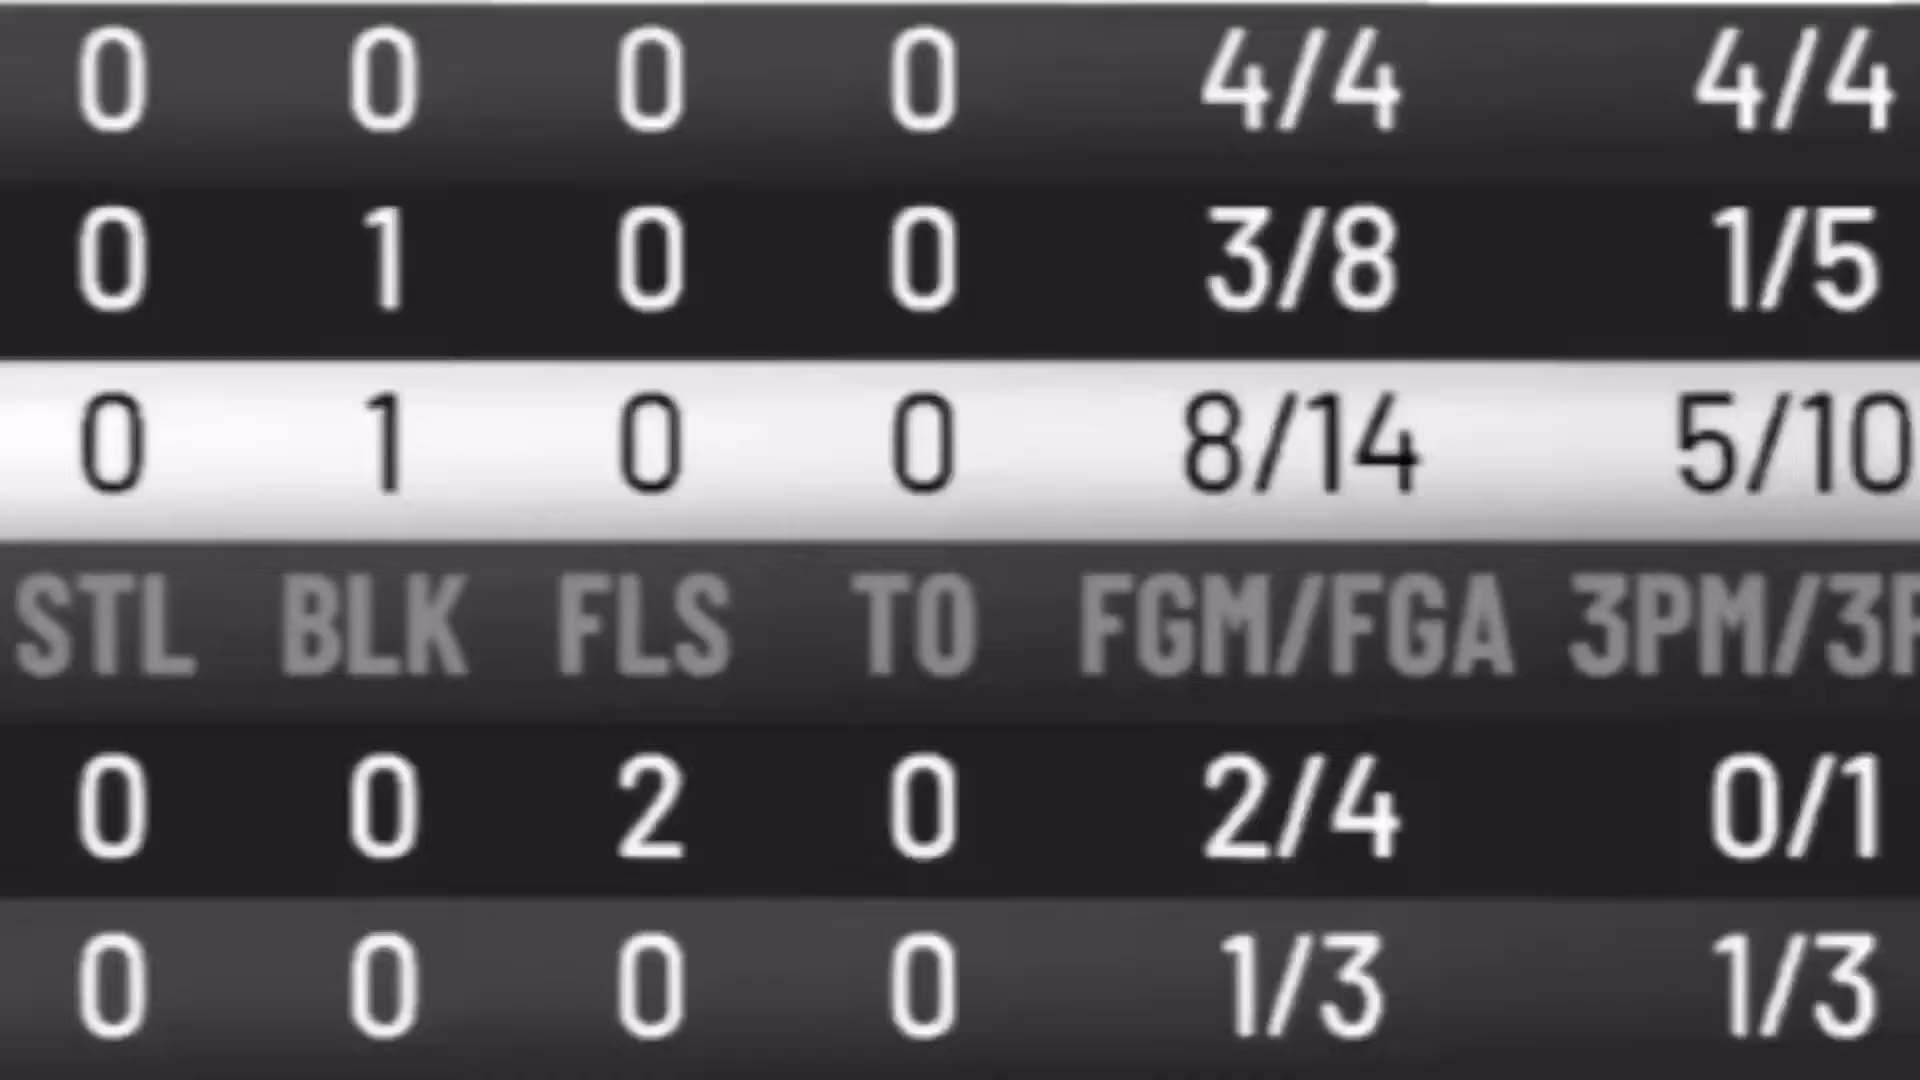 0 0 0 0 4/4 4/4
0 1 0 0 3/8 1/5
0 1 0 0 8/14 5/10
STL BLK FLS TO FGM/FGA 3PM/3P
0 0 2 0 2/4 0/1
0 0 0 0 1/3 1/3